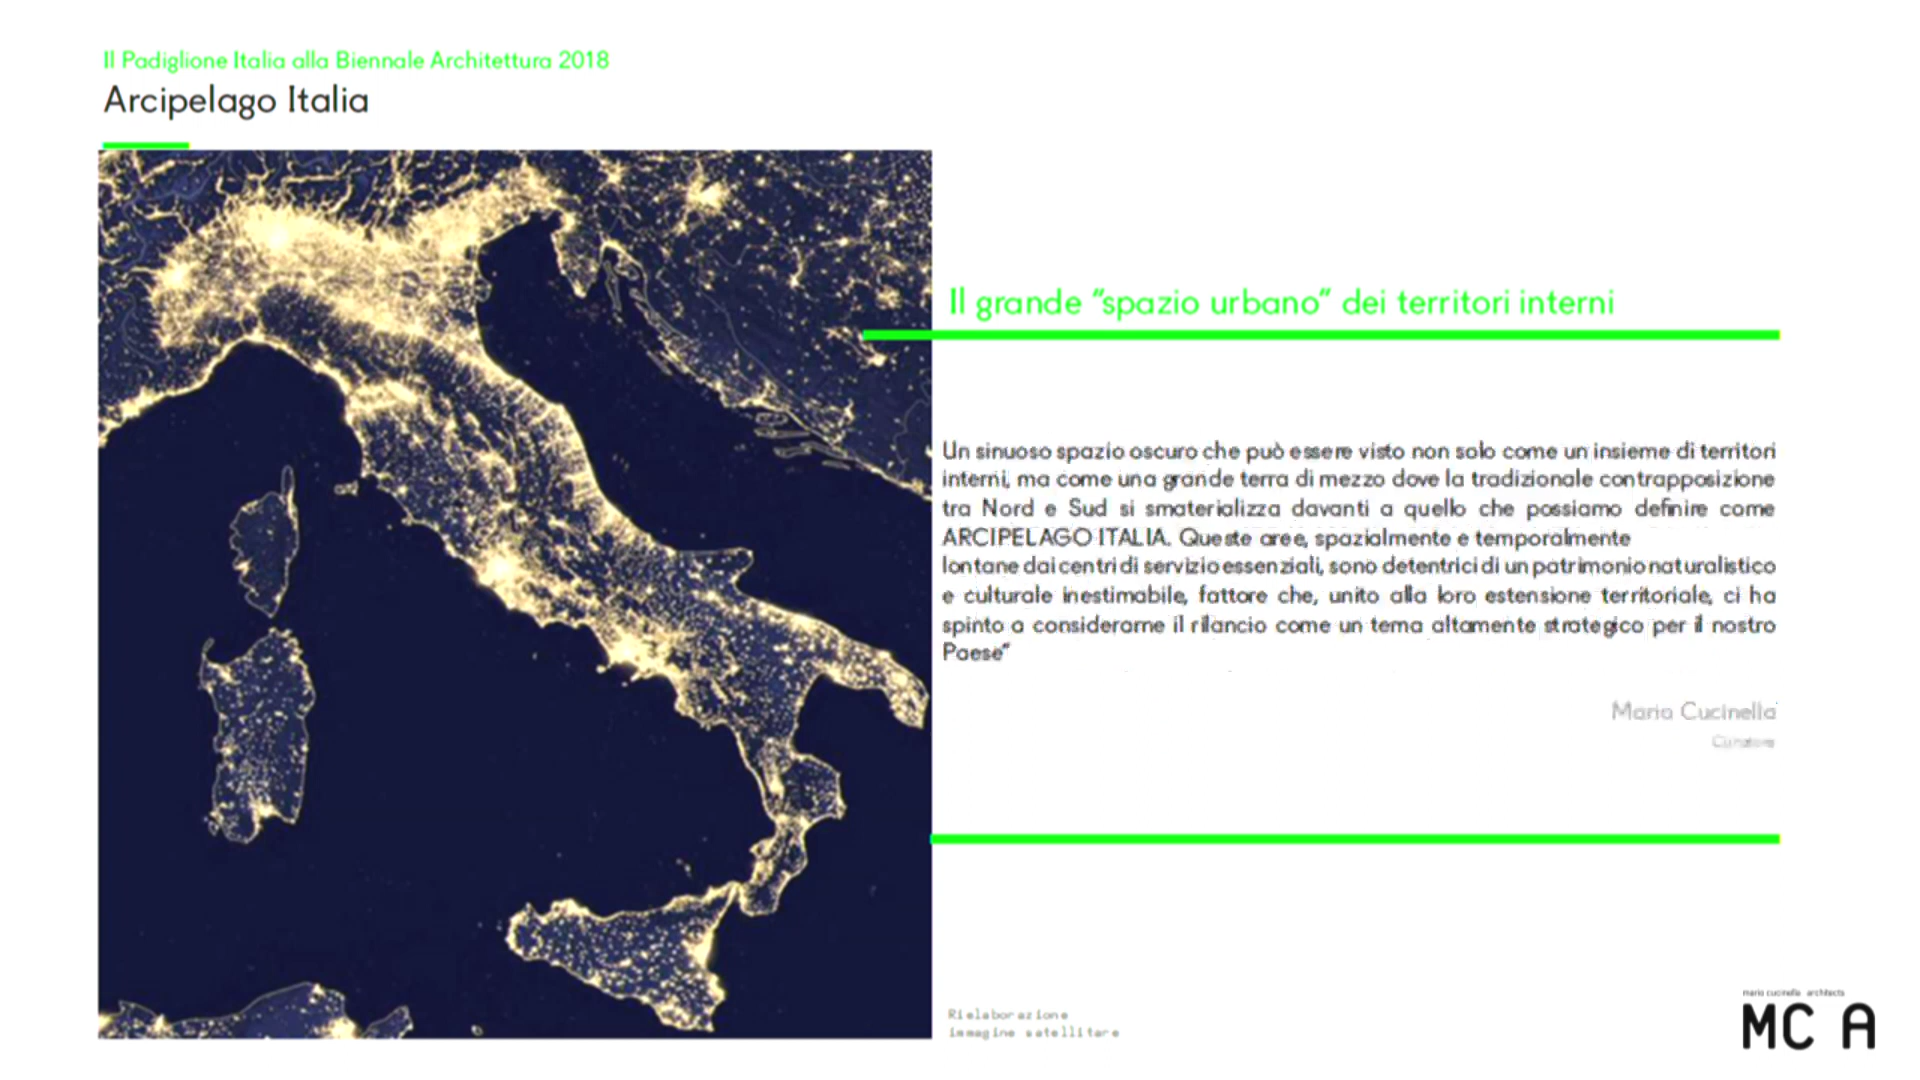 Il Padiglione Italia alla Biennale Architettura 2018
Arcipelago Italia
Il grande “spazio urbano” dei territori interni
Un sinuoso spazio oscuro che può essere visto non solo come un insieme di territori
interni, ma come una grande terra di mezzo dove la tradizionale contrapposizione
tra Nord e Sud si smaterializza davanti a quello che possiamo definire come
ARCIPELAGO ITALIA. Queste aree, spazialmente e temporalmente
lontane dai centri di servizio essenziali, sono detentrici di un patrimonio naturalistico
e culturale inestimabile, fattore che, unito alla loro estensione territoriale, ci ha
spinto a considerarne il rilancio come un tema altamente strategico per il nostro
Paese”
Mario Cucinella
Curatore
Rielaborazione
immagine satellitare
mario cucinella architects
MC A